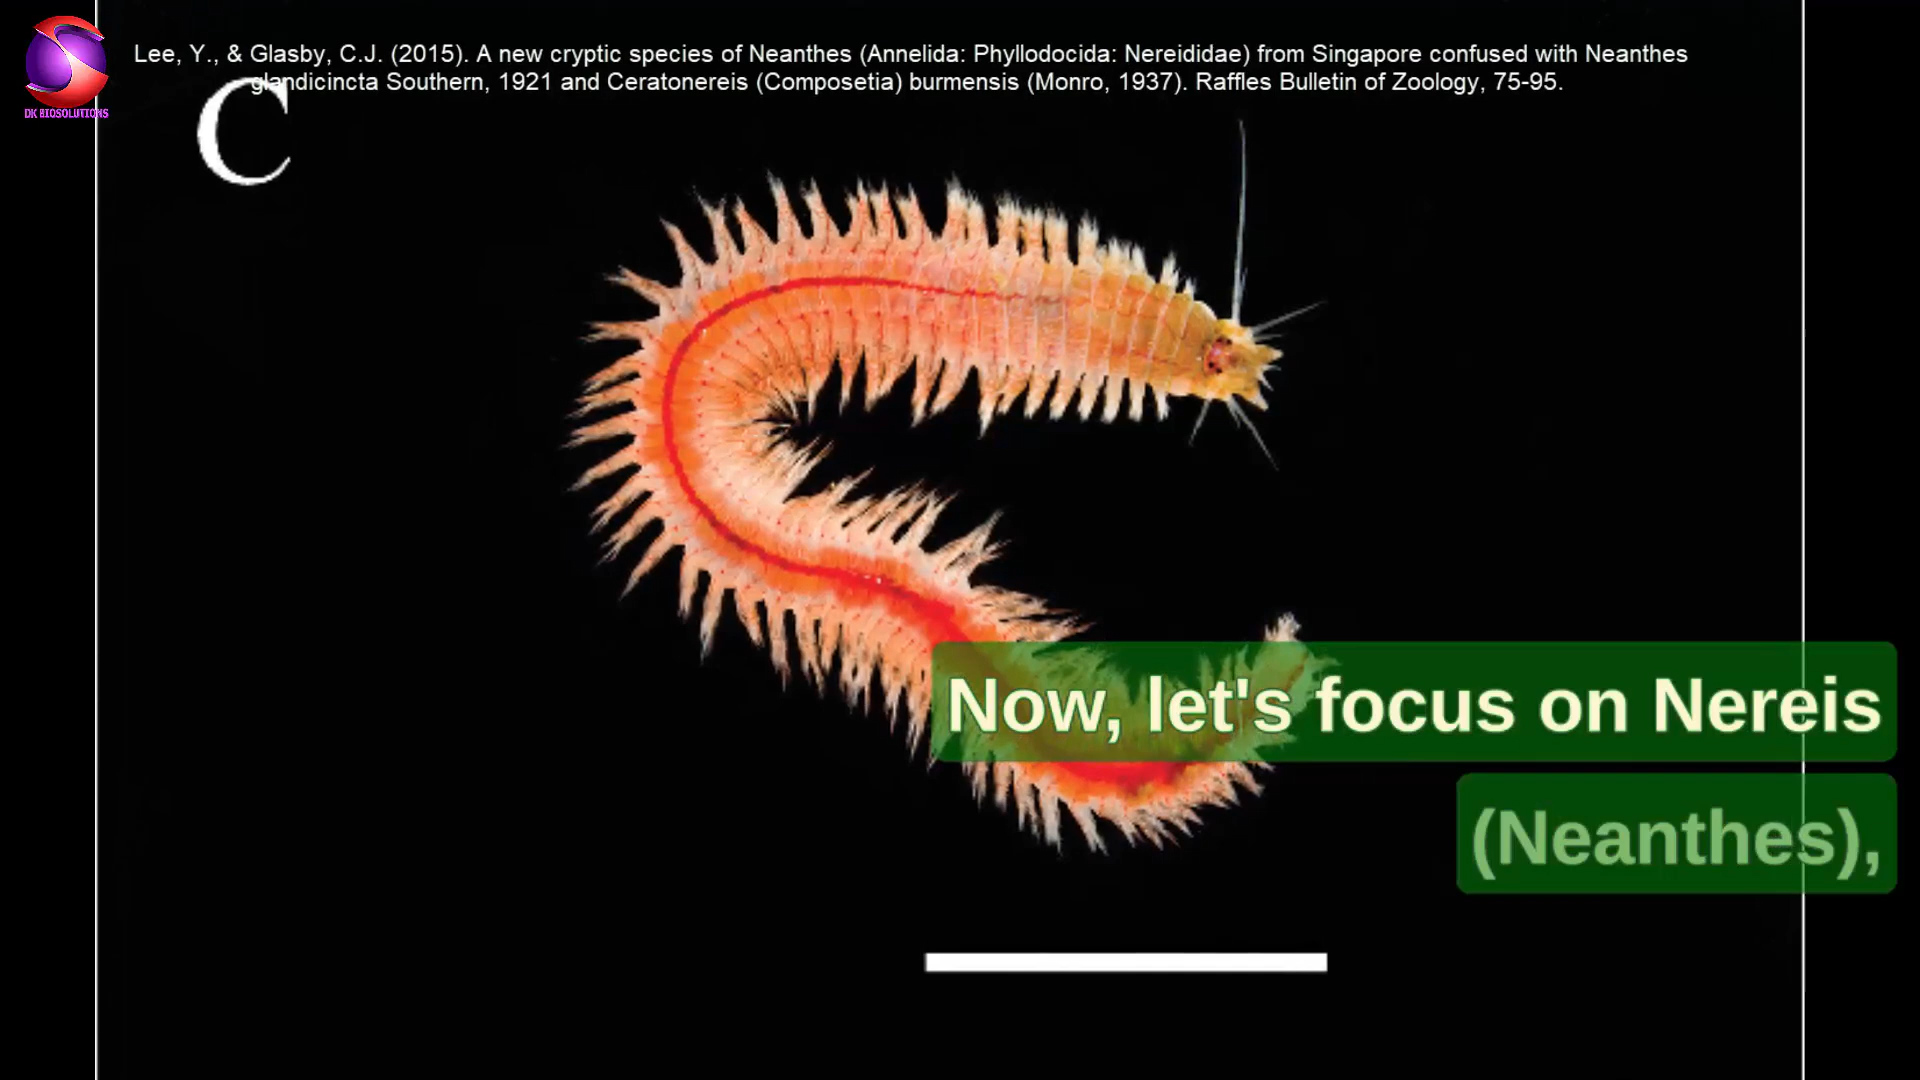 Lee, Y., & Glasby, C.J. (2015). A new cryptic species of Neanthes (Annelida: Phyllodocida: Nereididae) from Singapore confused with Neanthes
glandicincta Southern, 1921 and Ceratonereis (Composetia) burmensis (Monro, 1937). Raffles Bulletin of Zoology, 75-95.
DK BIOSOLUTIONS
C
Now, let's focus on Nereis
(Neanthes),